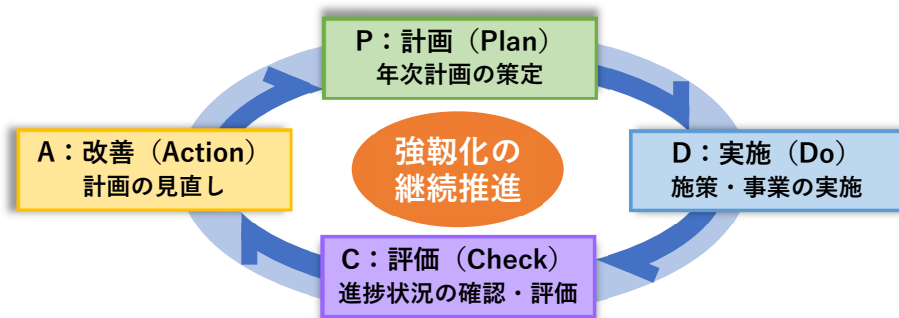 P：計画（Plan）
年次計画の策定
A：改善（Action）
計画の見直し
強靱化の
継続推進
D：実施（Do）
施策・事業の実施
C：評価（Check）
進捗状況の確認・評価